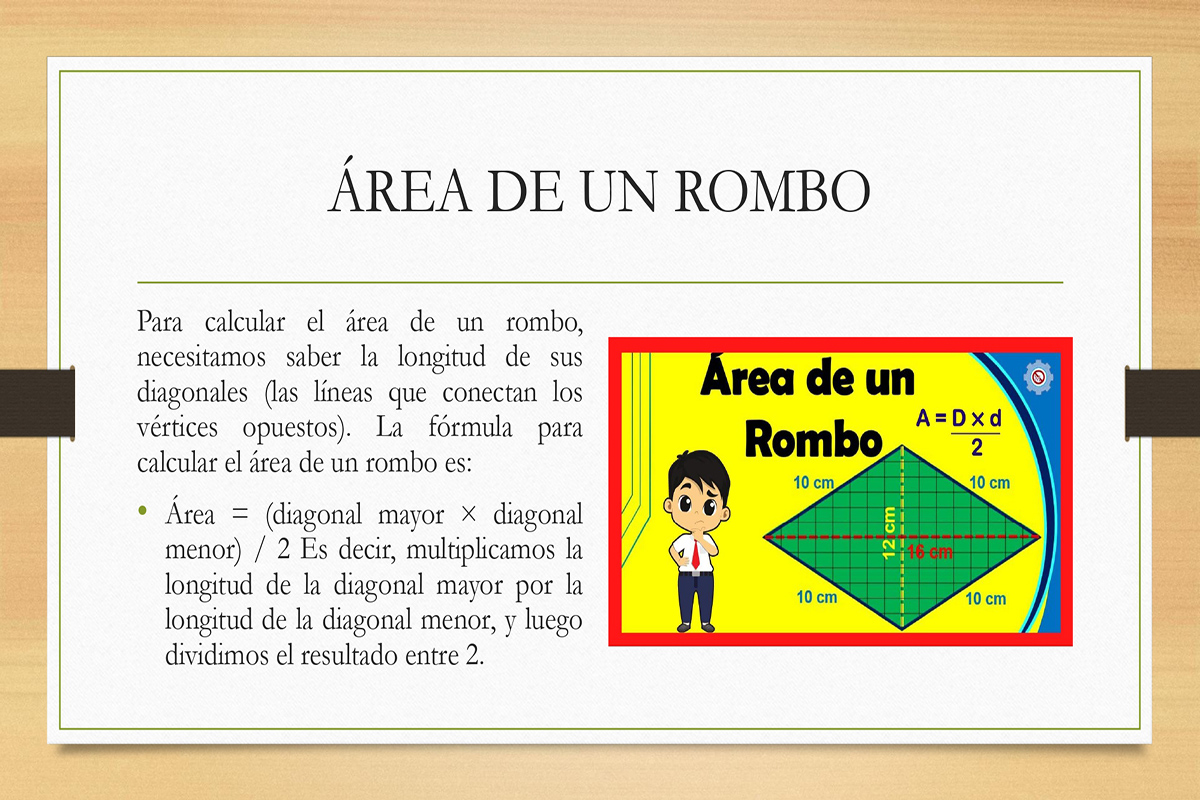 ÁREA DE UN ROMBO
Para calcular el área de un rombo,
necesitamos saber la longitud de sus
diagonales (las líneas que conectan los
vértices opuestos). La fórmula para
calcular el área de un rombo es:
• Área = (diagonal mayor × diagonal
menor) / 2 Es decir, multiplicamos la
longitud de la diagonal mayor por la
longitud de la diagonal menor, y luego
dividimos el resultado entre 2.
Área de un
Rombo
A = D × d
2
10 cm
10 cm
12 cm
16 cm
10 cm
10 cm